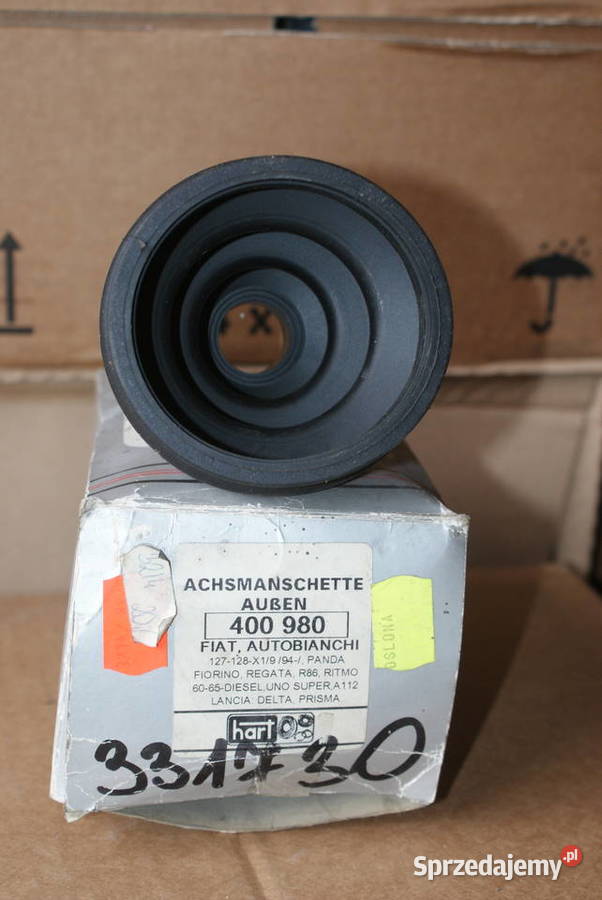 ACHSMANSCHETTE
AUßEN
400 980
FIAT, AUTOBIANCHI
127-128-X1/9 /94-/, PANDA
FIORINO, REGATA, R86, RITMO
60-65-DIESEL,UNO SUPER,A112
LANCIA: DELTA, PRISMA
hart
OSLONA
331730
Sprzedajemy.pl